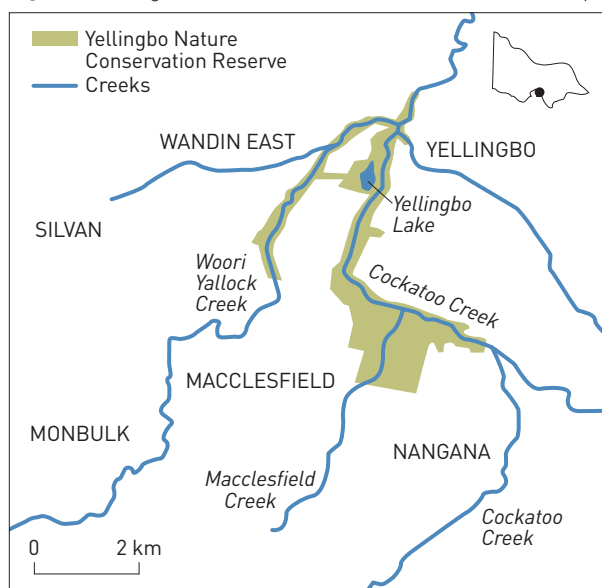 Yellingbo Nature
Conservation Reserve
Creeks
WANDIN EAST
YELLINGBO
Yellingbo
Lake
SILVAN
Woori
Yallock
Creek
Cockatoo Creek
MACCLESFIELD
MONBULK
NANGANA
Macclesfield
Creek
Cockatoo
Creek
0 2 km